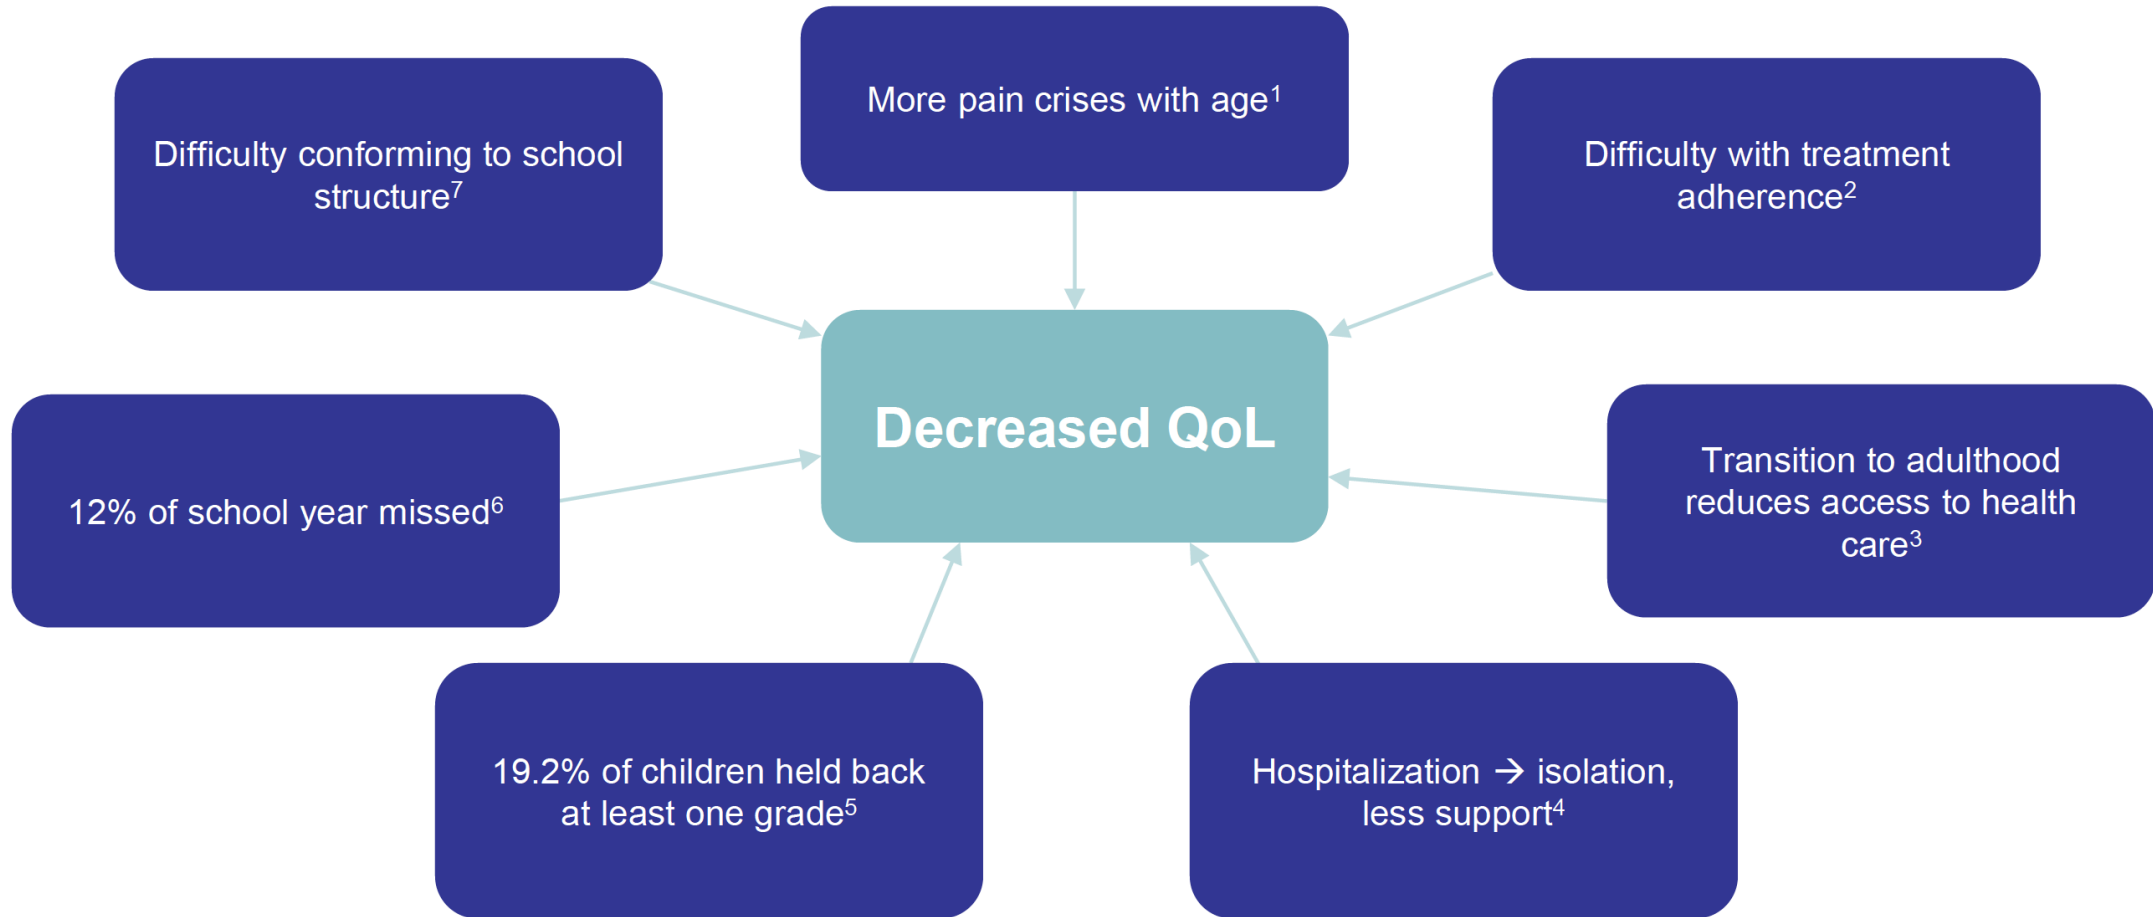 More pain crises with age¹
Difficulty conforming to school
structure⁷
Difficulty with treatment
adherence²
Decreased QoL
12% of school year missed⁶
Transition to adulthood
reduces access to health
care³
19.2% of children held back
at least one grade⁵
Hospitalization → isolation,
less support⁴